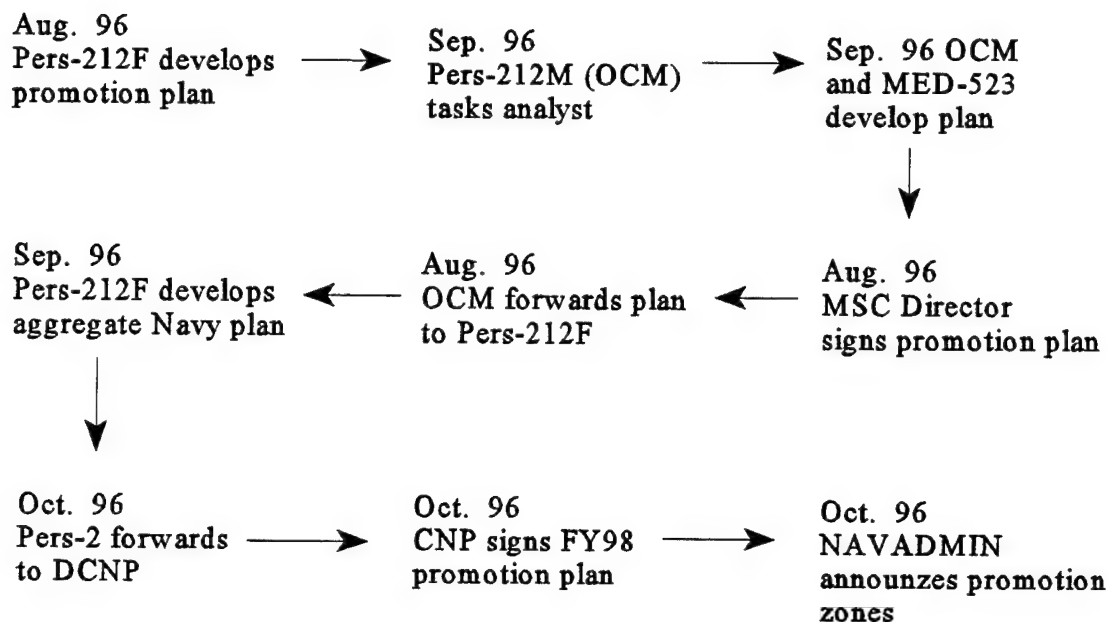 Aug. 96
Pers-212F develops
promotion plan
Sep. 96
Pers-212M (OCM)
tasks analyst
Sep. 96 OCM
and MED-523
develop plan
Aug. 96
MSC Director
signs promotion plan
Aug. 96
OCM forwards plan
to Pers-212F
Sep. 96
Pers-212F develops
aggregate Navy plan
Oct. 96
Pers-2 forwards
to DCNP
Oct. 96
CNP signs FY98
promotion plan
Oct. 96
NAVADMIN
announzes promotion
zones